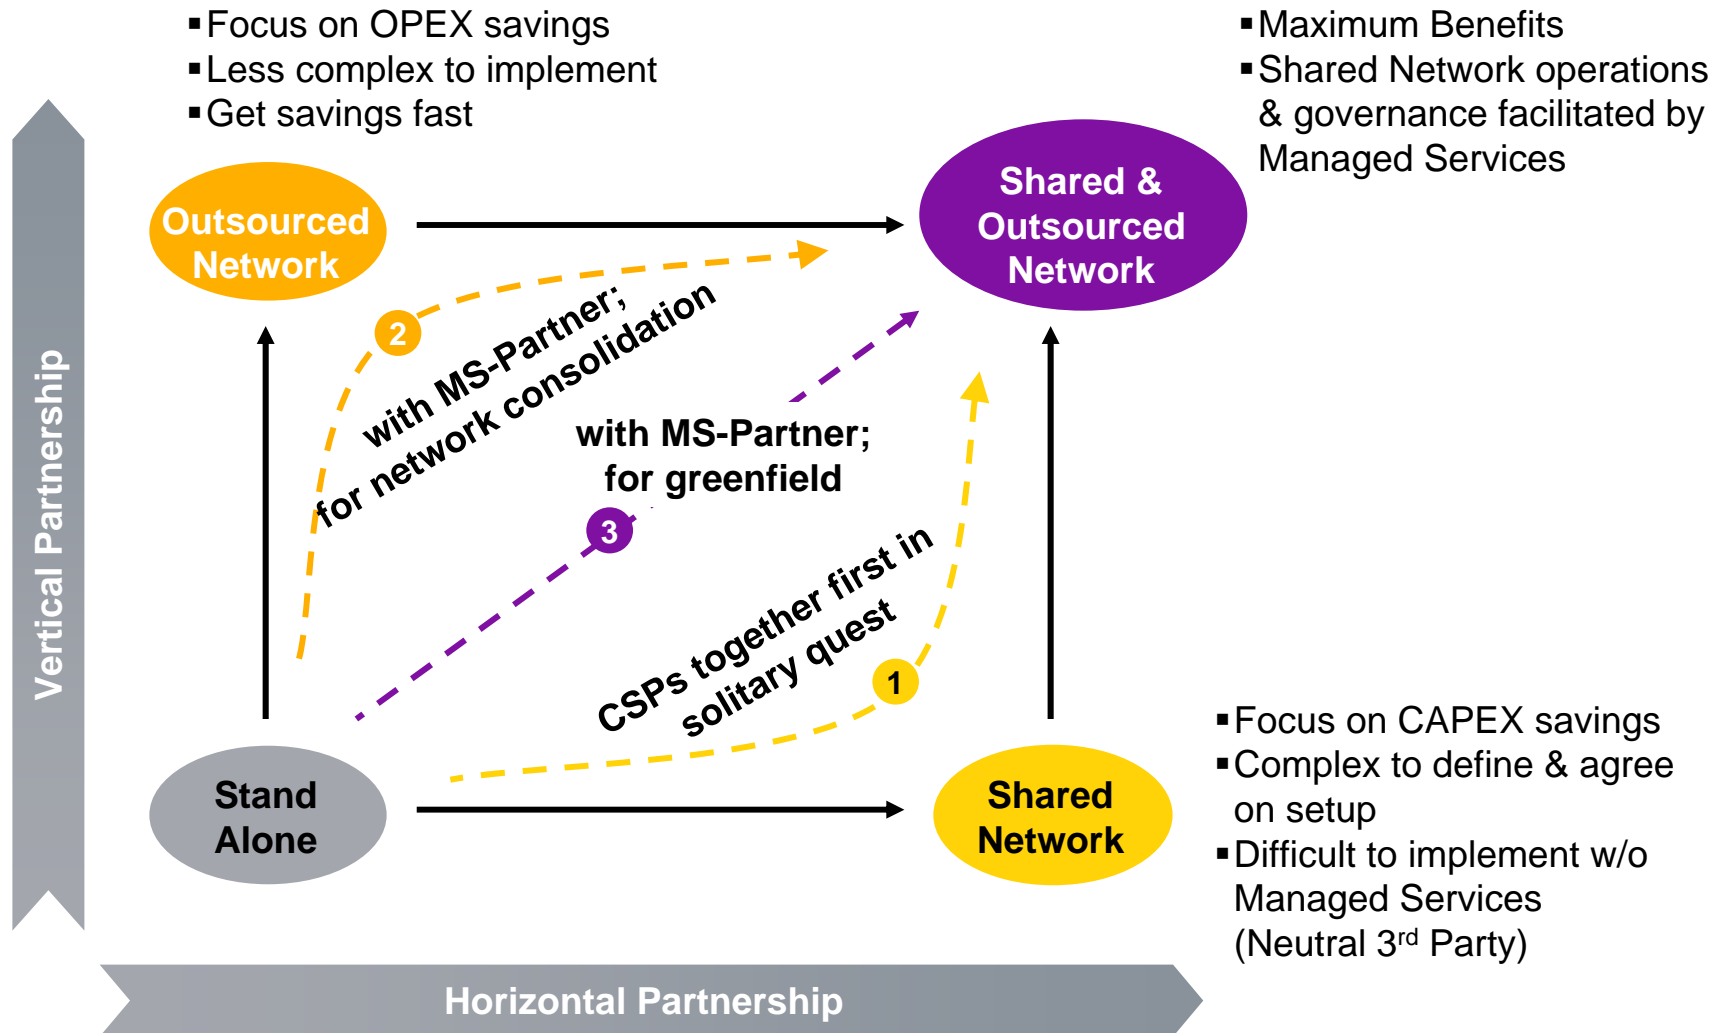 ▪Focus on OPEX savings
▪Less complex to implement
▪Get savings fast
▪Maximum Benefits
▪Shared Network operations
& governance facilitated by
Managed Services
Outsourced
Network
Shared &
Outsourced
Network
2
with MS-Partner;
for network consolidation
with MS-Partner;
for greenfield
3
CSPs together first in
solitary quest
1
Vertical Partnership
Stand
Alone
Shared
Network
▪Focus on CAPEX savings
▪Complex to define & agree
on setup
▪Difficult to implement w/o
Managed Services
(Neutral 3rd Party)
Horizontal Partnership